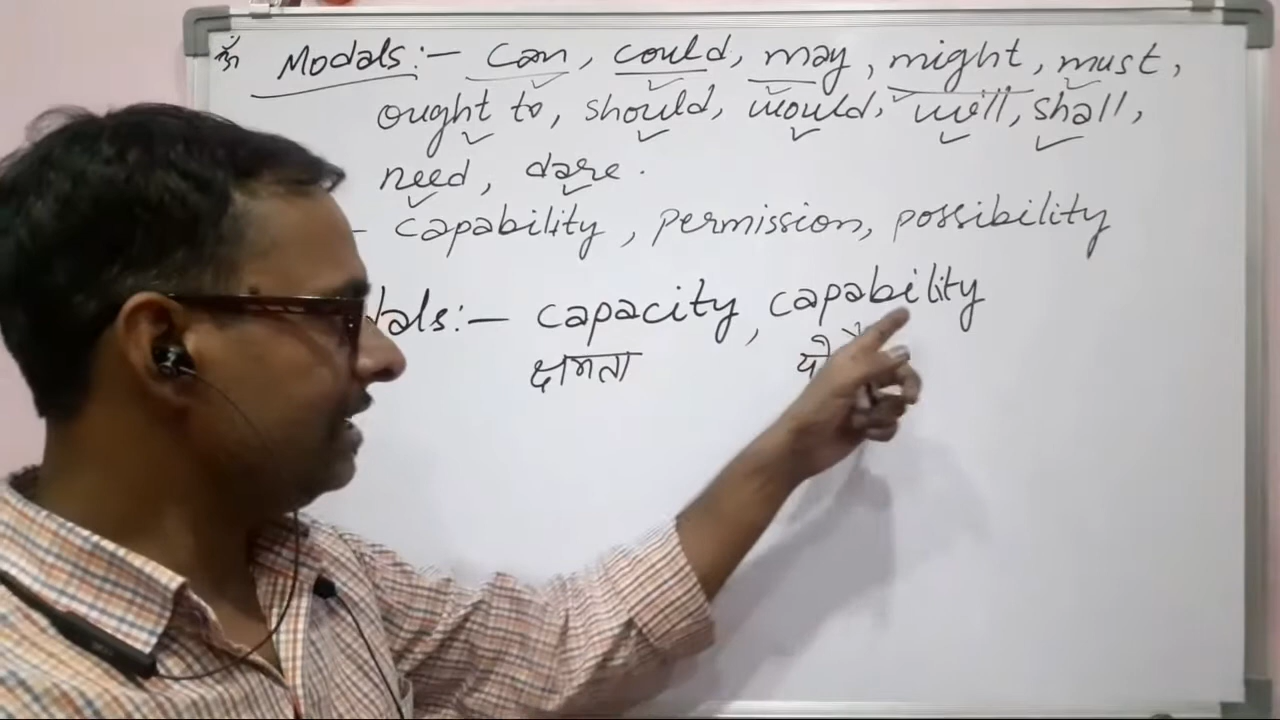 ॐ Modals:- can, could, may, might, must,
ought to, should, would, will, shall,
need, dare.
- capability, permission, possibility
dals:- capacity, capability
क्षमता